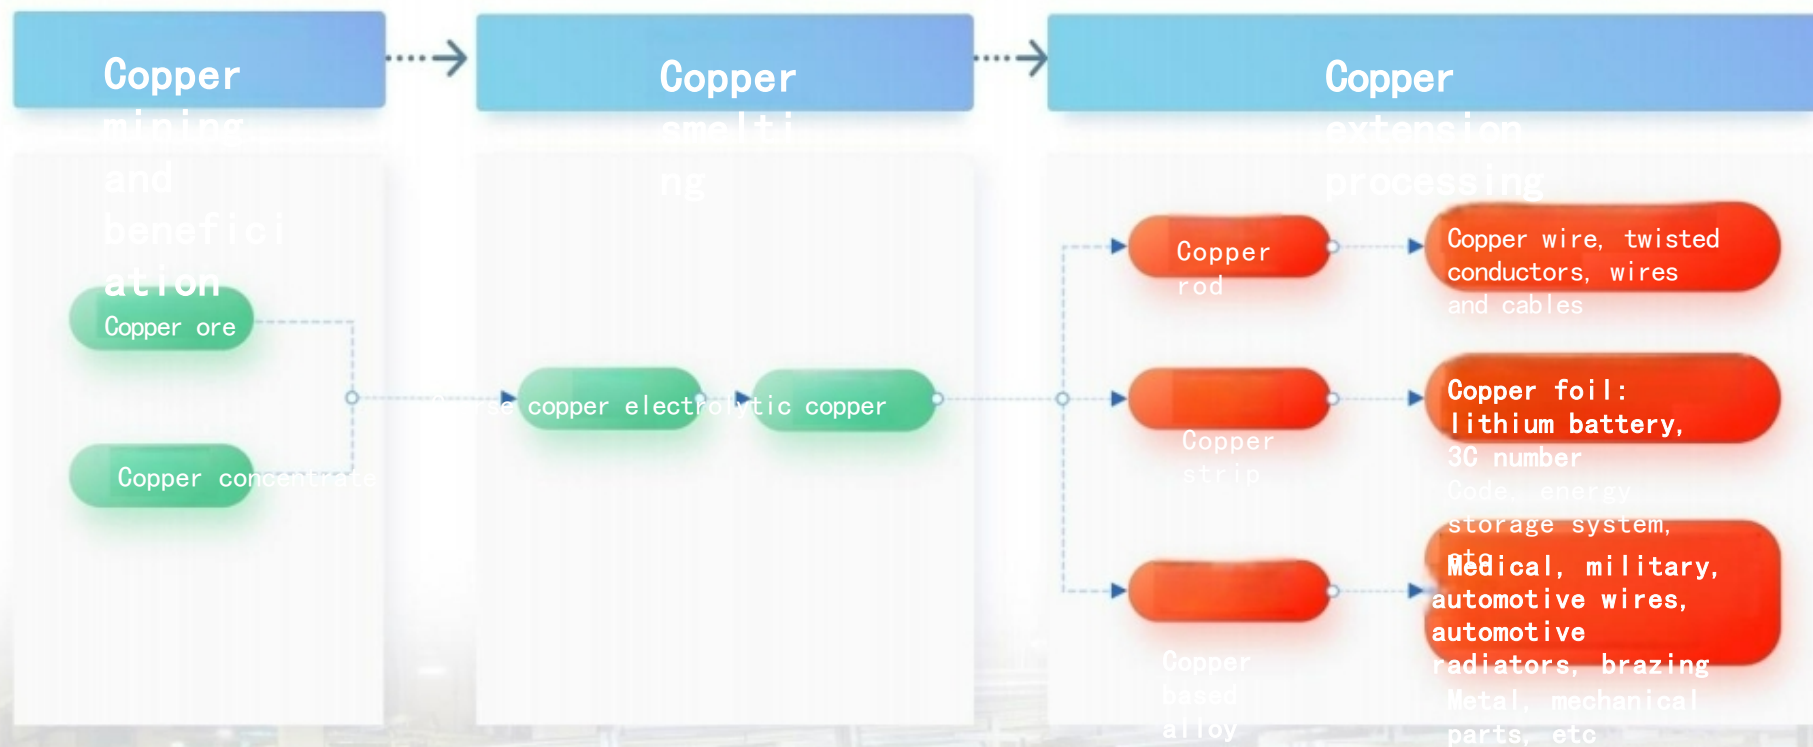 Copper
mining
and
benefici
ation
Copper
smelti
ng
Copper
extension
processing
Copper ore
Copper concentrate
copper electrolytic copper
Copper
rod
Copper wire, twisted
conductors, wires
and cables
Copper
strip
Copper foil:
lithium battery,
3C number
Code, energy
storage system,
etc
Copper
based
alloy
Medical, military,
automotive wires,
automotive
radiators, brazing
Metal, mechanical
parts, etc